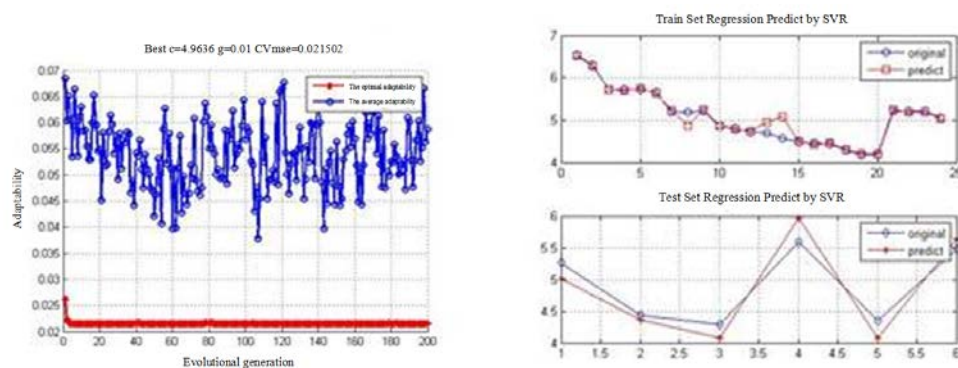 Best c=4.9636 g=0.01 CVmse=0.021502
0.07
0.065
0.06
0.055
0.05
0.045
0.04
0.035
0.03
0.025
0.02
Adaptability
The optimal adaptability
The average adaptability
0 20 40 60 80 100 120 140 160 180 200
Evolutional generation
Train Set Regression Predict by SVR
7
6
5
4
original
predict
0 5 10 15 20 25
Test Set Regression Predict by SVR
6
5.5
5
4.5
4
original
predict
1 1.5 2 2.5 3 3.5 4 4.5 5 5.5 6